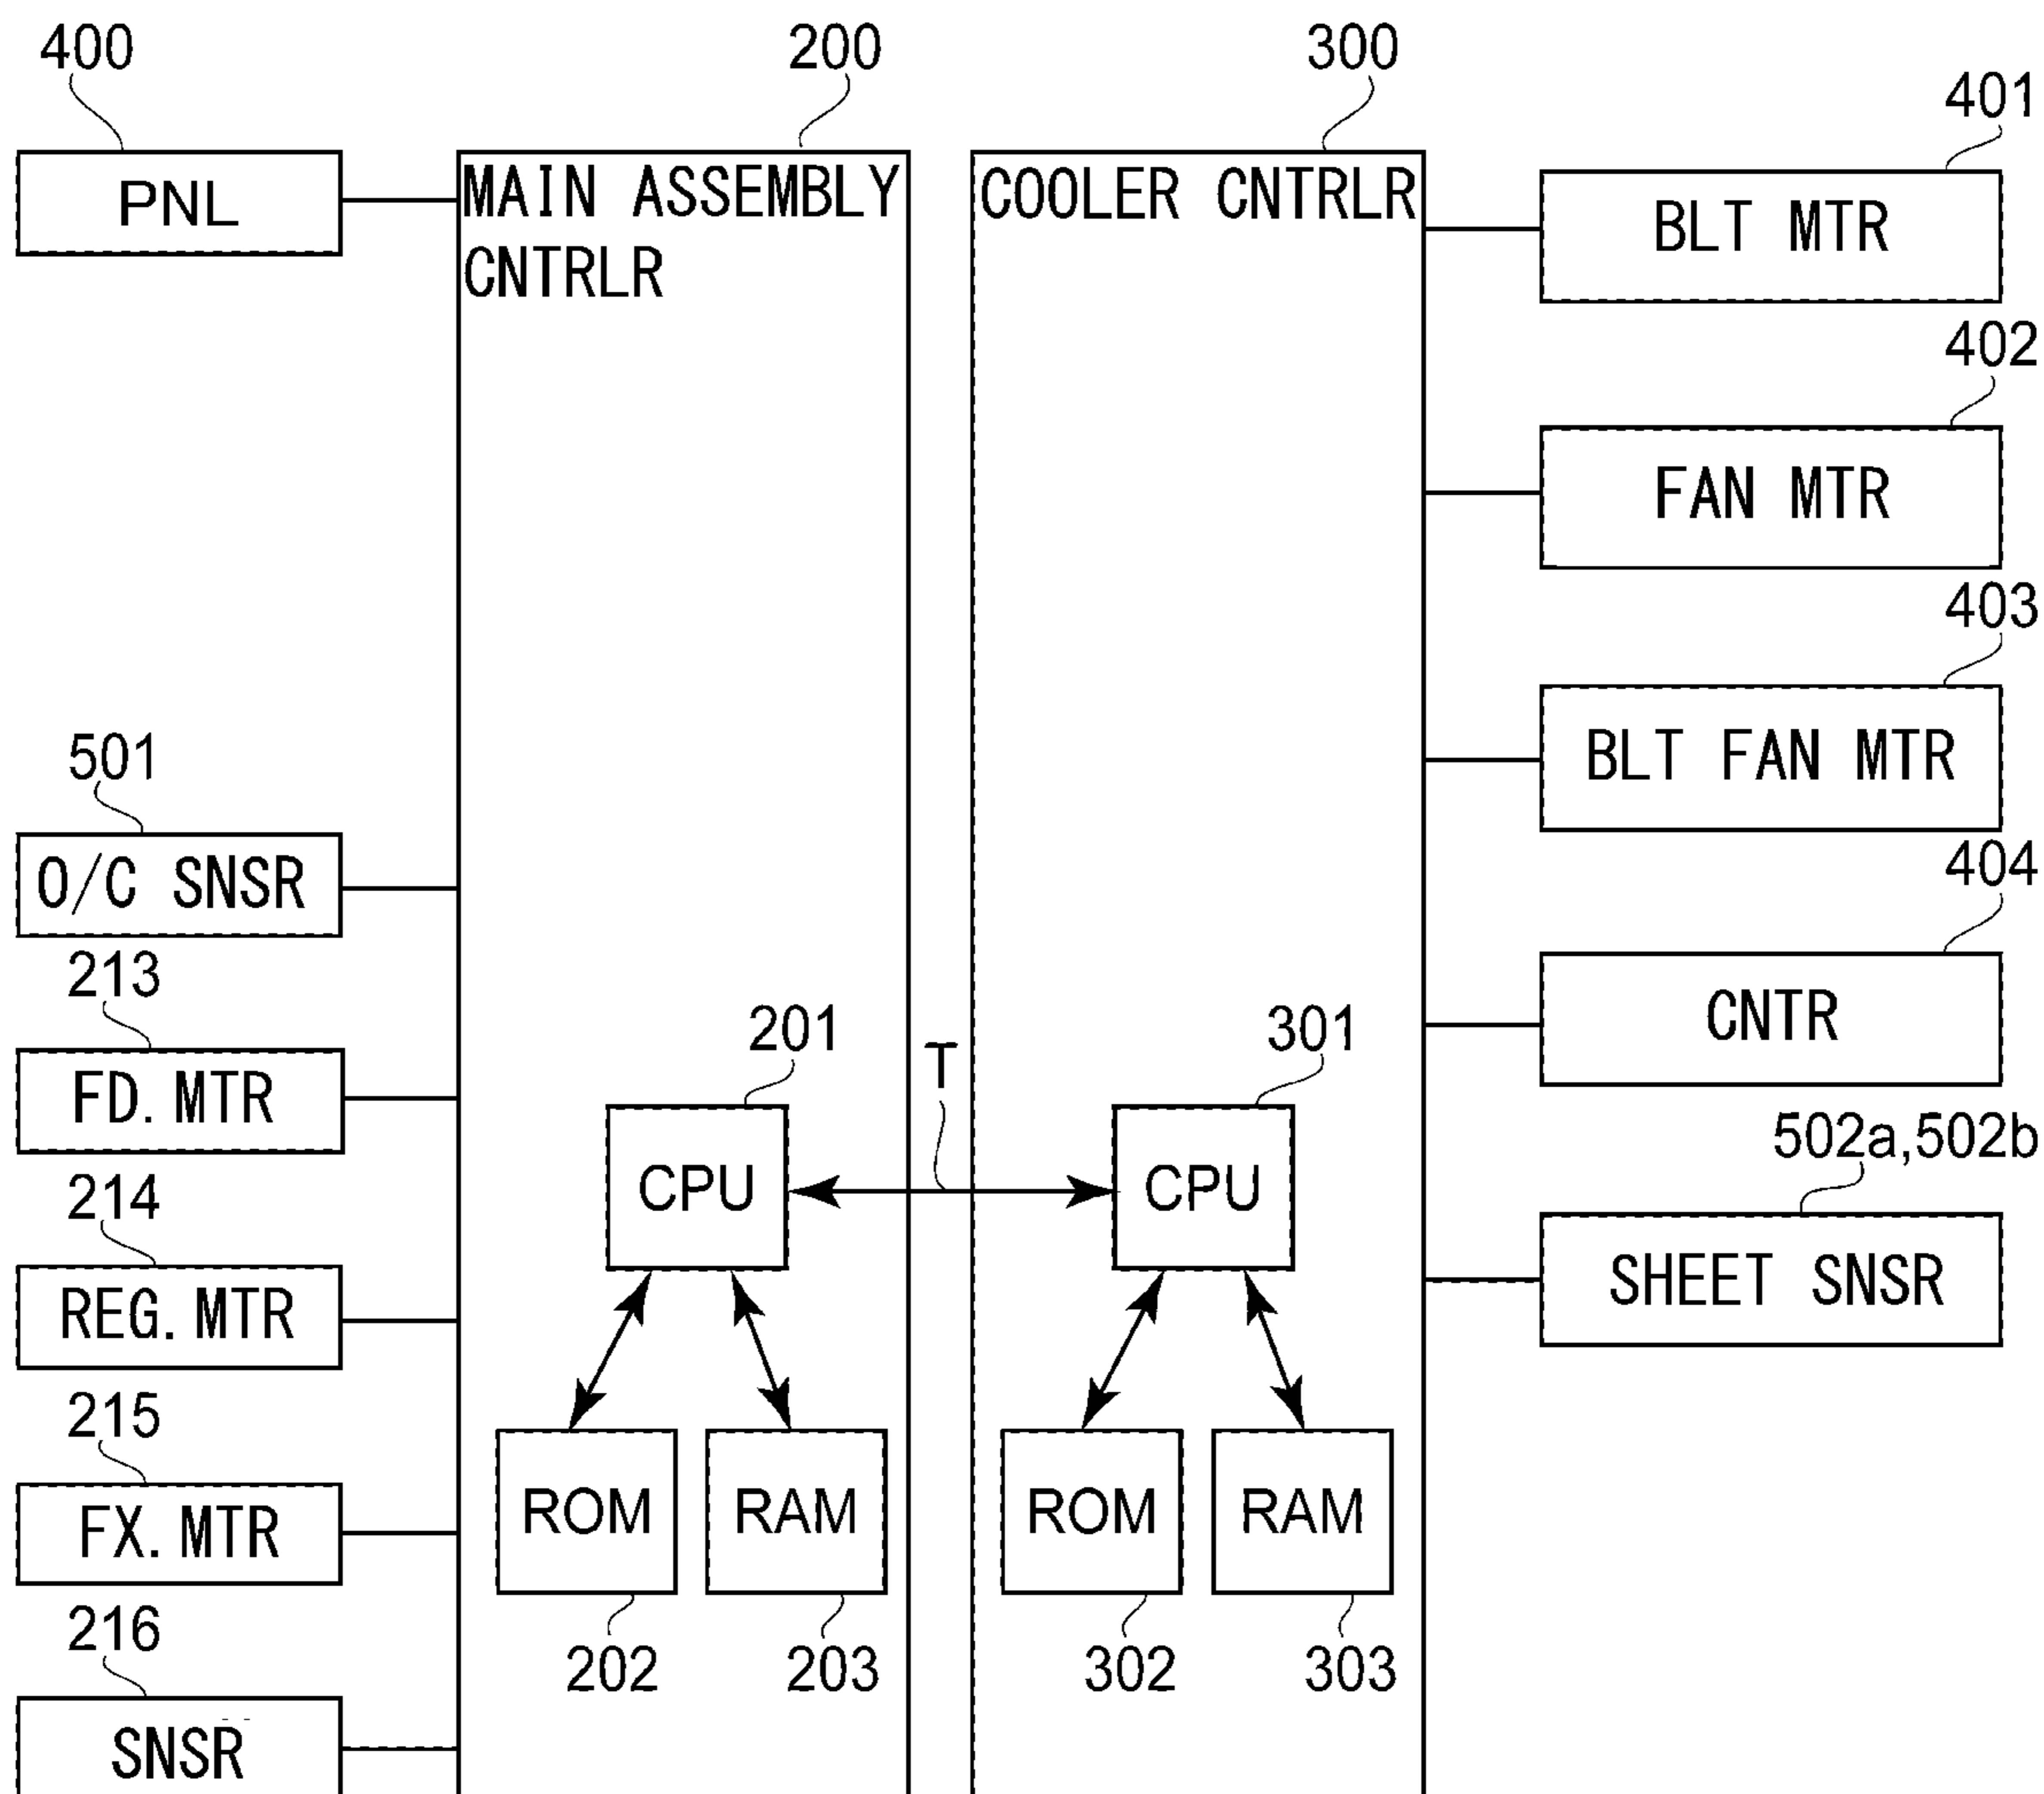 400
200
300
401
PNL
MAIN ASSEMBLY
CNTRLR
COOLER CNTRLR
BLT MTR
402
FAN MTR
403
BLT FAN MTR
501
O/C SNSR
404
CNTR
213
FD. MTR
201
T
301
CPU
CPU
502a,502b
SHEET SNSR
214
REG. MTR
215
FX. MTR
ROM
RAM
ROM
RAM
202
203
302
303
216
SNSR